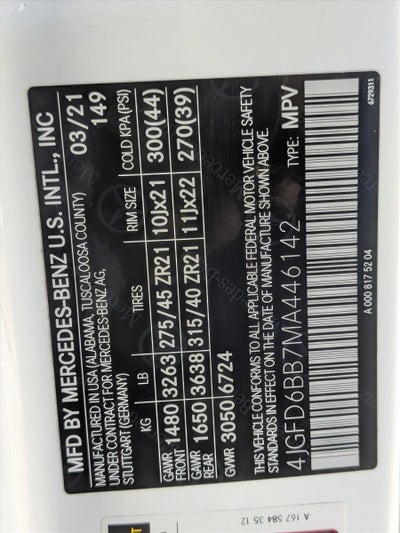 MFD BY MERCEDES-BENZ U.S. INTL., INC
MANUFACTURED IN USA (ALABAMA, TUSCALOOSA COUNTY) 03/21
UNDER CONTRACT FOR MERCEDES-BENZ AG,
STUTTGART (GERMANY) 149
KG LB TIRES RIM SIZE COLD KPA(PSI)
GAWR FRONT 1480 3263 275/45 ZR21 10Jx21 300(44)
GAWR REAR 1650 3638 315/40 ZR21 11Jx22 270(39)
GVWR 3050 6724
THIS VEHICLE CONFORMS TO ALL APPLICABLE FEDERAL MOTOR VEHICLE SAFETY
STANDARDS IN EFFECT ON THE DATE OF MANUFACTURE SHOWN ABOVE.
4JGFD6BB7MA446142 TYPE: MPV
A 000 817 52 04
6729311
A 167 584 35 12